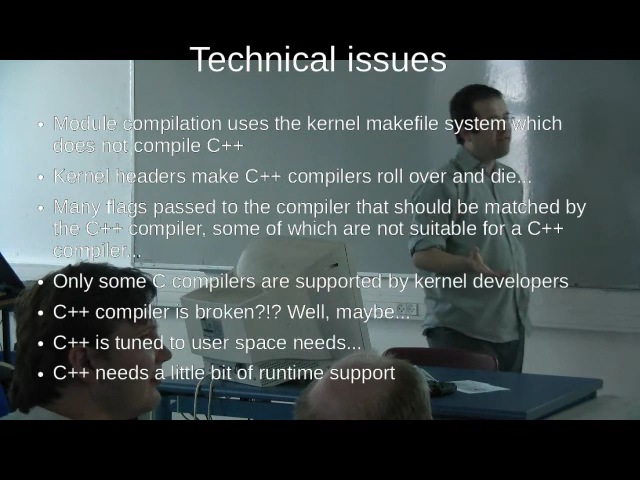 Technical issues
Module compilation uses the kernel makefile system which
does not compile C++
Kernel headers make C++ compilers roll over and die...
Many flags passed to the compiler that should be matched by
the C++ compiler, some of which are not suitable for a C++
compiler...
Only some C compilers are supported by kernel developers
C++ compiler is broken?!? Well, maybe...
C++ is tuned to user space needs...
C++ needs a little bit of runtime support